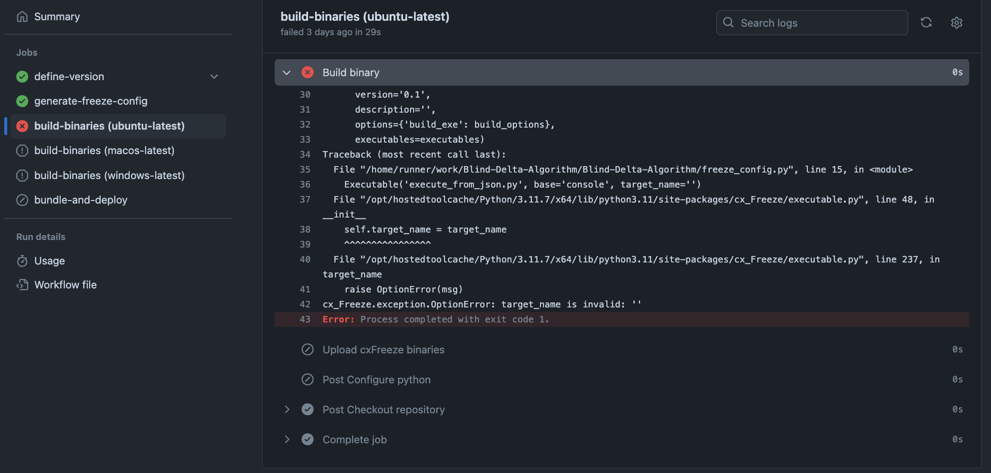 Summary
Jobs
define-version
generate-freeze-config
build-binaries (ubuntu-latest)
build-binaries (macos-latest)
build-binaries (windows-latest)
bundle-and-deploy
Run details
Usage
Workflow file
build-binaries (ubuntu-latest)
failed 3 days ago in 29s
Search logs
Build binary 0s
30 version='0.1',
31 description='',
32 options={'build_exe': build_options},
33 executables=executables)
34 Traceback (most recent call last):
35 File "/home/runner/work/Blind-Delta-Algorithm/Blind-Delta-Algorithm/freeze_config.py", line 15, in <module>
36 Executable('execute_from_json.py', base='console', target_name='')
37 File "/opt/hostedtoolcache/Python/3.11.7/x64/lib/python3.11/site-packages/cx_Freeze/executable.py", line 48, in
__init__
38 self.target_name = target_name
39 ^^^^^^^^^^^^^^^^
40 File "/opt/hostedtoolcache/Python/3.11.7/x64/lib/python3.11/site-packages/cx_Freeze/executable.py", line 237, in
target_name
41 raise OptionError(msg)
42 cx_Freeze.exception.OptionError: target_name is invalid: ''
43 Error: Process completed with exit code 1.
Upload cxFreeze binaries 0s
Post Configure python 0s
Post Checkout repository 0s
Complete job 0s